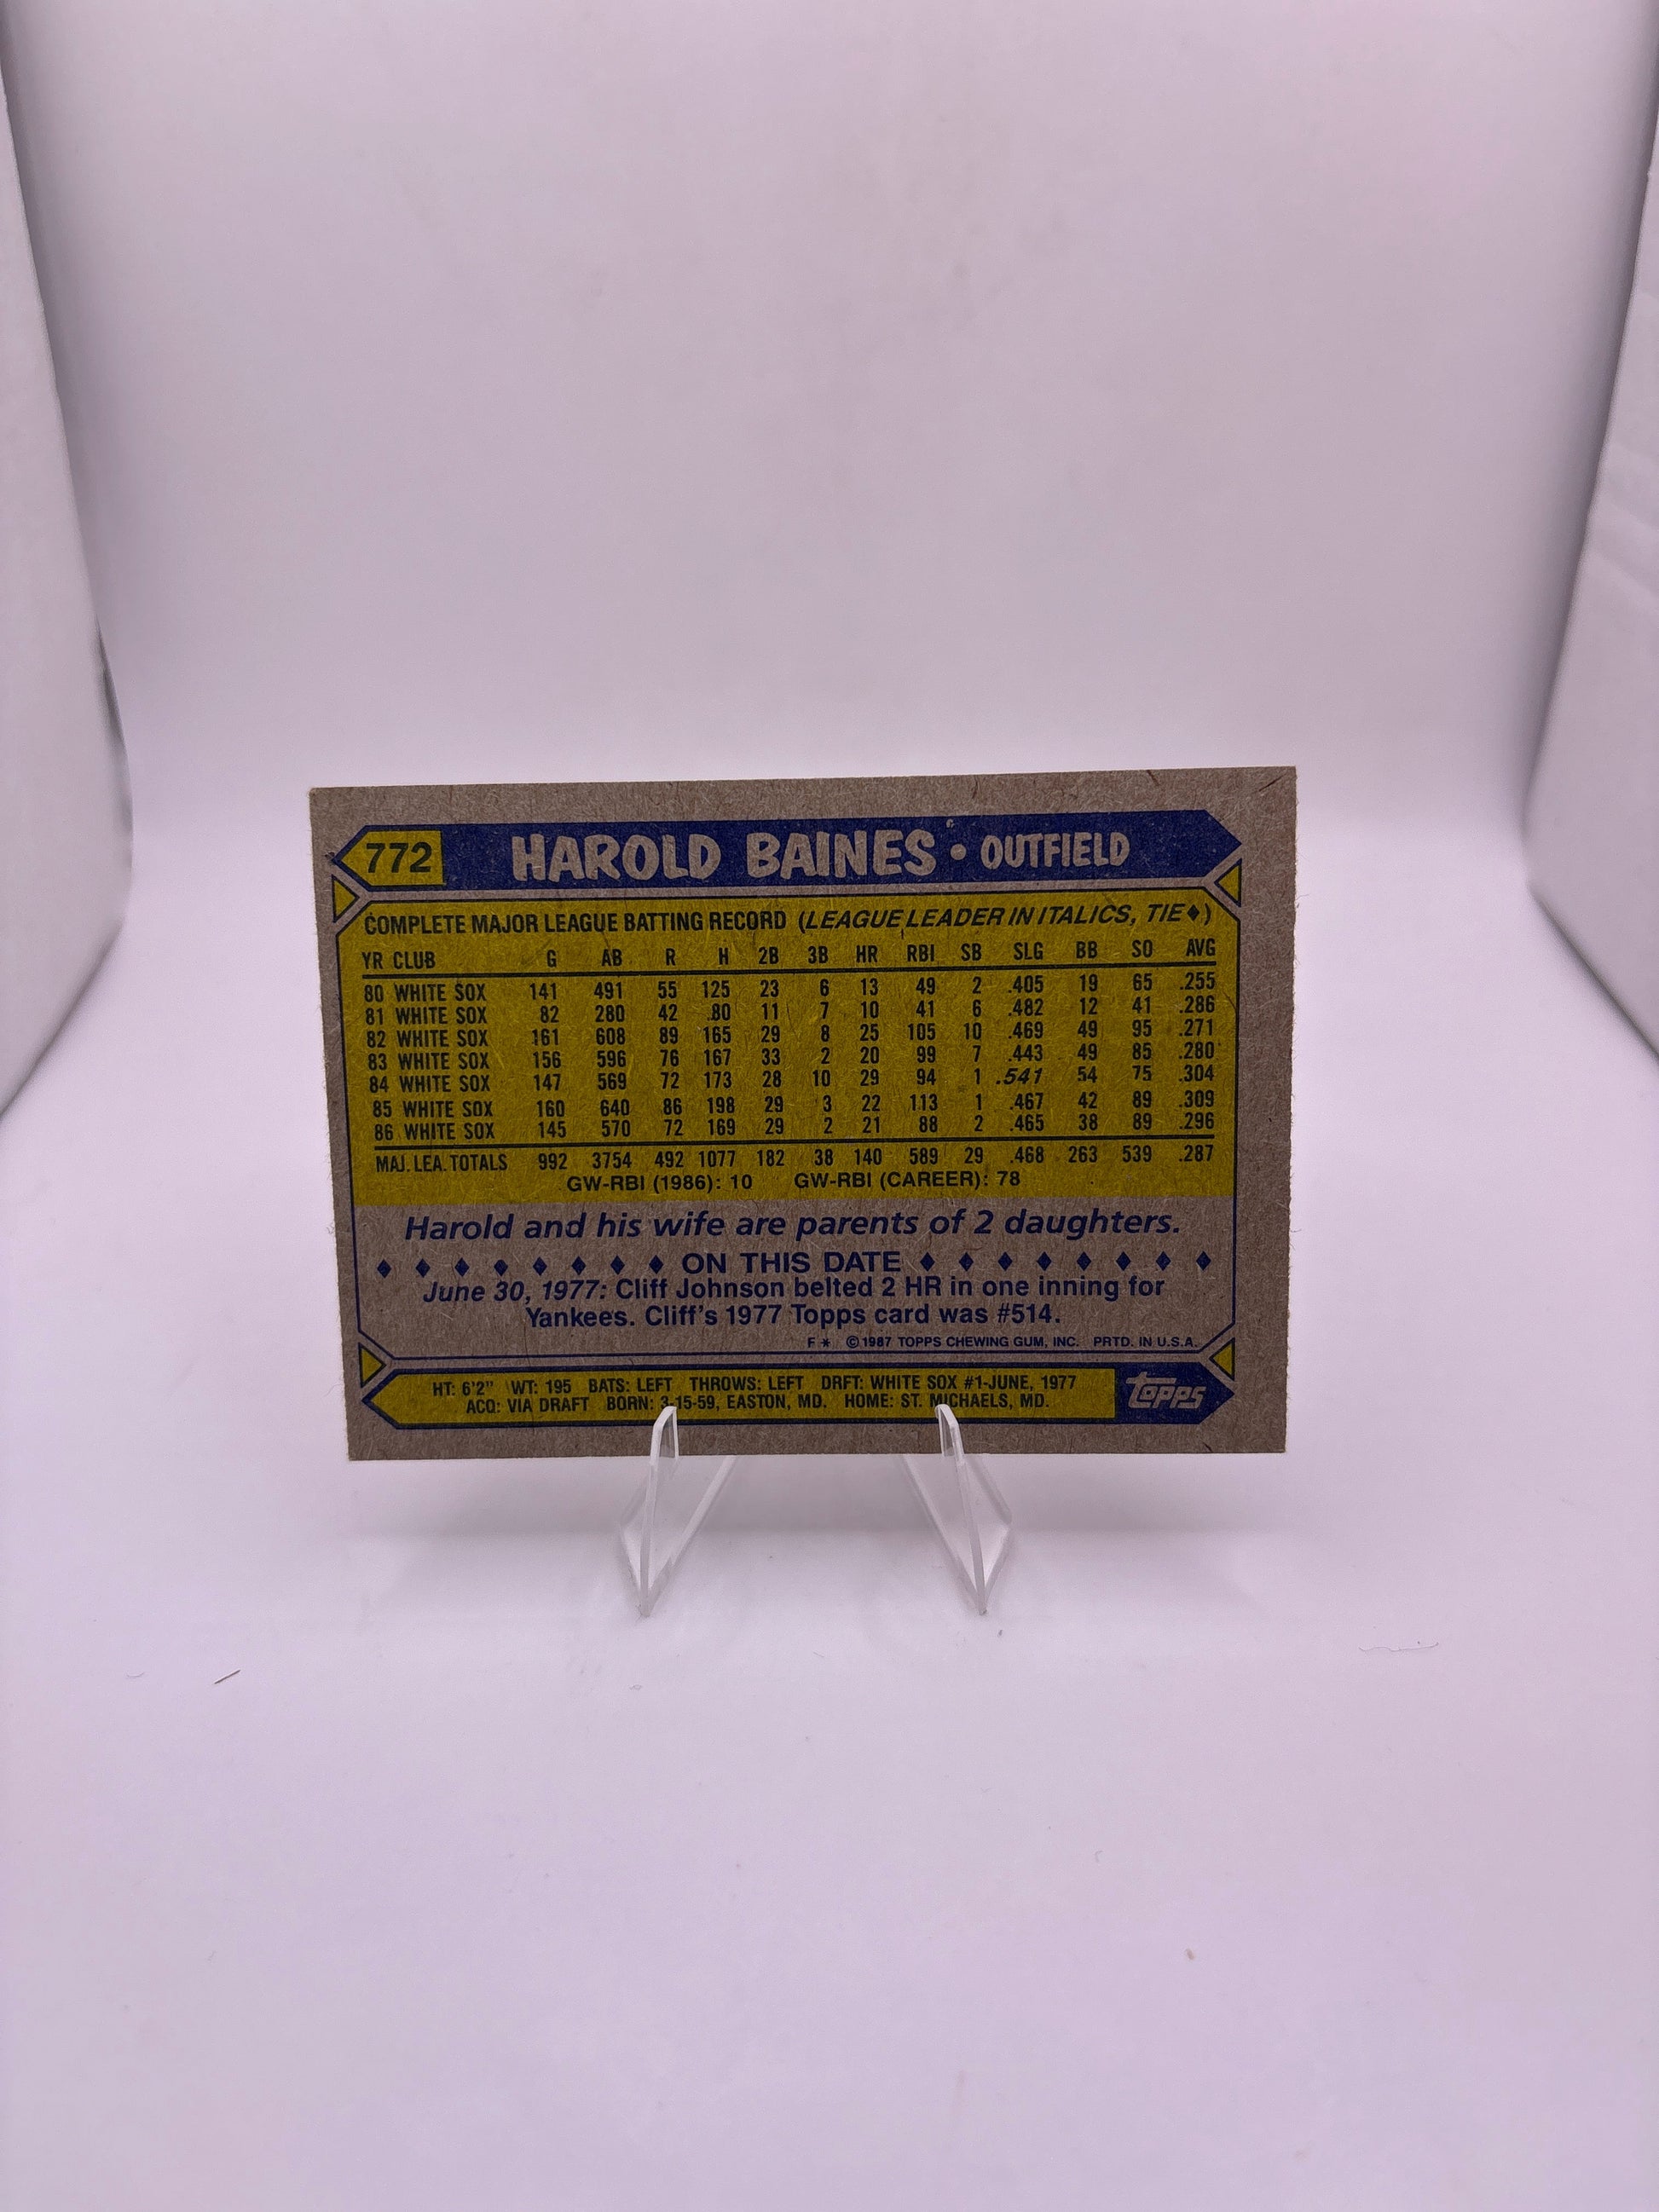 772 HAROLD BAINES • OUTFIELD
COMPLETE MAJOR LEAGUE BATTING RECORD (LEAGUE LEADER IN ITALICS, TIE♦)
YR CLUB G AB R H 2B 3B HR RBI SB SLG BB SO AVG
80 WHITE SOX 141 491 55 125 23 6 13 49 2 .405 19 65 .255
81 WHITE SOX 82 280 42 80 11 7 10 41 6 .482 12 41 .286
82 WHITE SOX 161 608 89 165 29 8 25 105 10 .469 49 95 .271
83 WHITE SOX 156 596 76 167 33 2 20 99 7 .443 49 85 .280
84 WHITE SOX 147 569 72 173 28 10 29 94 1 .541 54 75 .304
85 WHITE SOX 160 640 86 198 29 3 22 113 1 .467 42 89 .309
86 WHITE SOX 145 570 72 169 29 2 21 88 2 .465 38 89 .296
MAJ. LEA. TOTALS 992 3754 492 1077 182 38 140 589 29 .468 263 539 .287
GW-RBI (1986): 10 GW-RBI (CAREER): 78
Harold and his wife are parents of 2 daughters.
♦ ♦ ♦ ♦ ♦ ♦ ♦ ♦ ON THIS DATE ♦ ♦ ♦ ♦ ♦ ♦ ♦ ♦
June 30, 1977: Cliff Johnson belted 2 HR in one inning for
Yankees. Cliff's 1977 Topps card was #514.
F* ©1987 TOPPS CHEWING GUM, INC. PRTD. IN U.S.A.
HT: 6'2" WT: 195 BATS: LEFT THROWS: LEFT DRFT: WHITE SOX #1-JUNE, 1977
ACQ: VIA DRAFT BORN: 3-15-59, EASTON, MD. HOME: ST. MICHAELS, MD.
topps